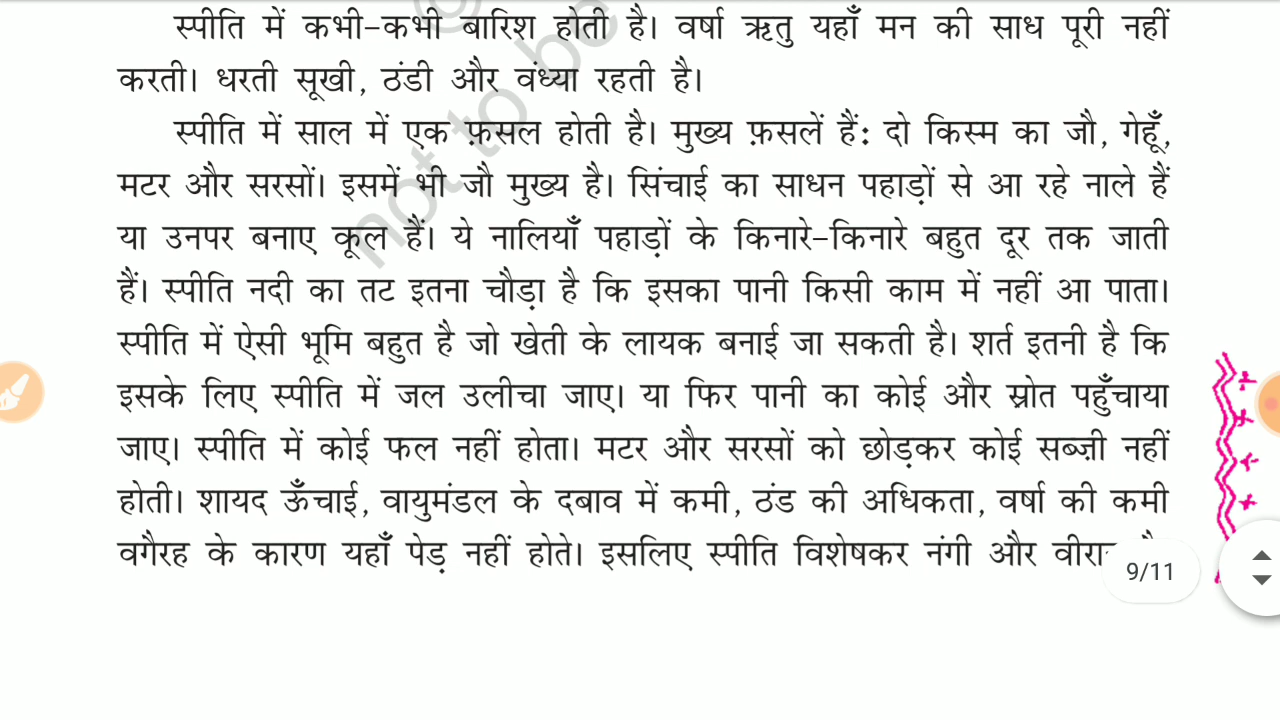 स्पीति में कभी-कभी बारिश होती है। वर्षा ऋतु यहाँ मन की साध पूरी नहीं
करती। धरती सूखी, ठंडी और वंध्या रहती है।
स्पीति में साल में एक फ़सल होती है। मुख्य फ़सलें हैं: दो किस्म का जौ, गेहूँ,
मटर और सरसों। इसमें भी जौ मुख्य है। सिंचाई का साधन पहाड़ों से आ रहे नाले हैं
या उनपर बनाए कूल हैं। ये नालियाँ पहाड़ों के किनारे-किनारे बहुत दूर तक जाती
हैं। स्पीति नदी का तट इतना चौड़ा है कि इसका पानी किसी काम में नहीं आ पाता।
स्पीति में ऐसी भूमि बहुत है जो खेती के लायक बनाई जा सकती है। शर्त इतनी है कि
इसके लिए स्पीति में जल उलीचा जाए। या फिर पानी का कोई और स्रोत पहुँचाया
जाए। स्पीति में कोई फल नहीं होता। मटर और सरसों को छोड़कर कोई सब्ज़ी नहीं
होती। शायद ऊँचाई, वायुमंडल के दबाव में कमी, ठंड की अधिकता, वर्षा की कमी
वगैरह के कारण यहाँ पेड़ नहीं होते। इसलिए स्पीति विशेषकर नंगी और
9/11
not to be